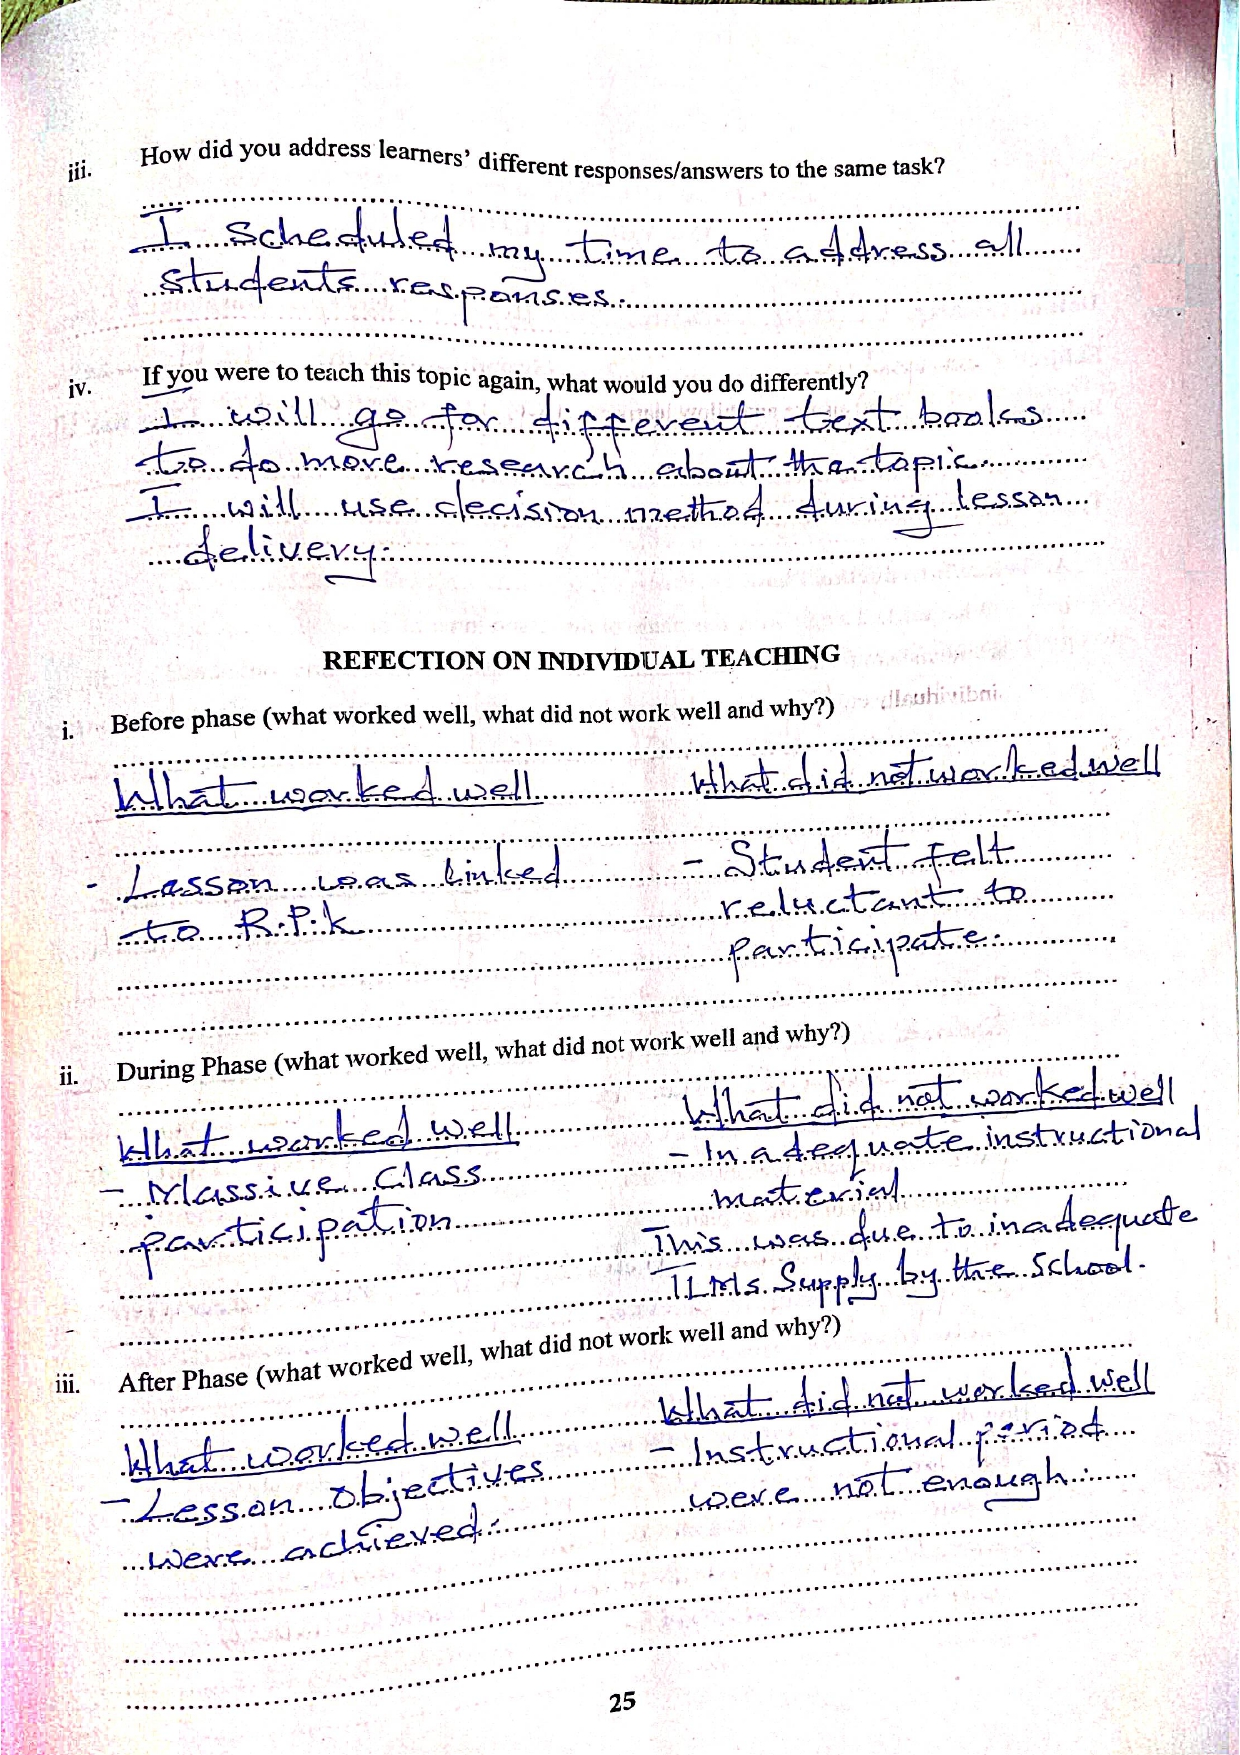 iii. How did you address learners' different responses/answers to the same task?
I scheduled my time to address all
students responses.
iv. If you were to teach this topic again, what would you do differently?
I will go for different text books
to do more research about the topic.
I will use decision method during lesson
delivery.
REFECTION ON INDIVIDUAL TEACHING
i. Before phase (what worked well, what did not work well and why?)
What worked well What did not worked well
- Lesson was linked - Student felt
to R.P.k reluctant to
participate.
ii. During Phase (what worked well, what did not work well and why?)
What worked well What did not worked well
- Massive Class - Inadequate instructional
participation material
This was due to inadequate
TLMs Supply by the School.
iii. After Phase (what worked well, what did not work well and why?)
What worked well What did not worked well
- Lesson objectives - Instructional period
were achieved. were not enough.
25